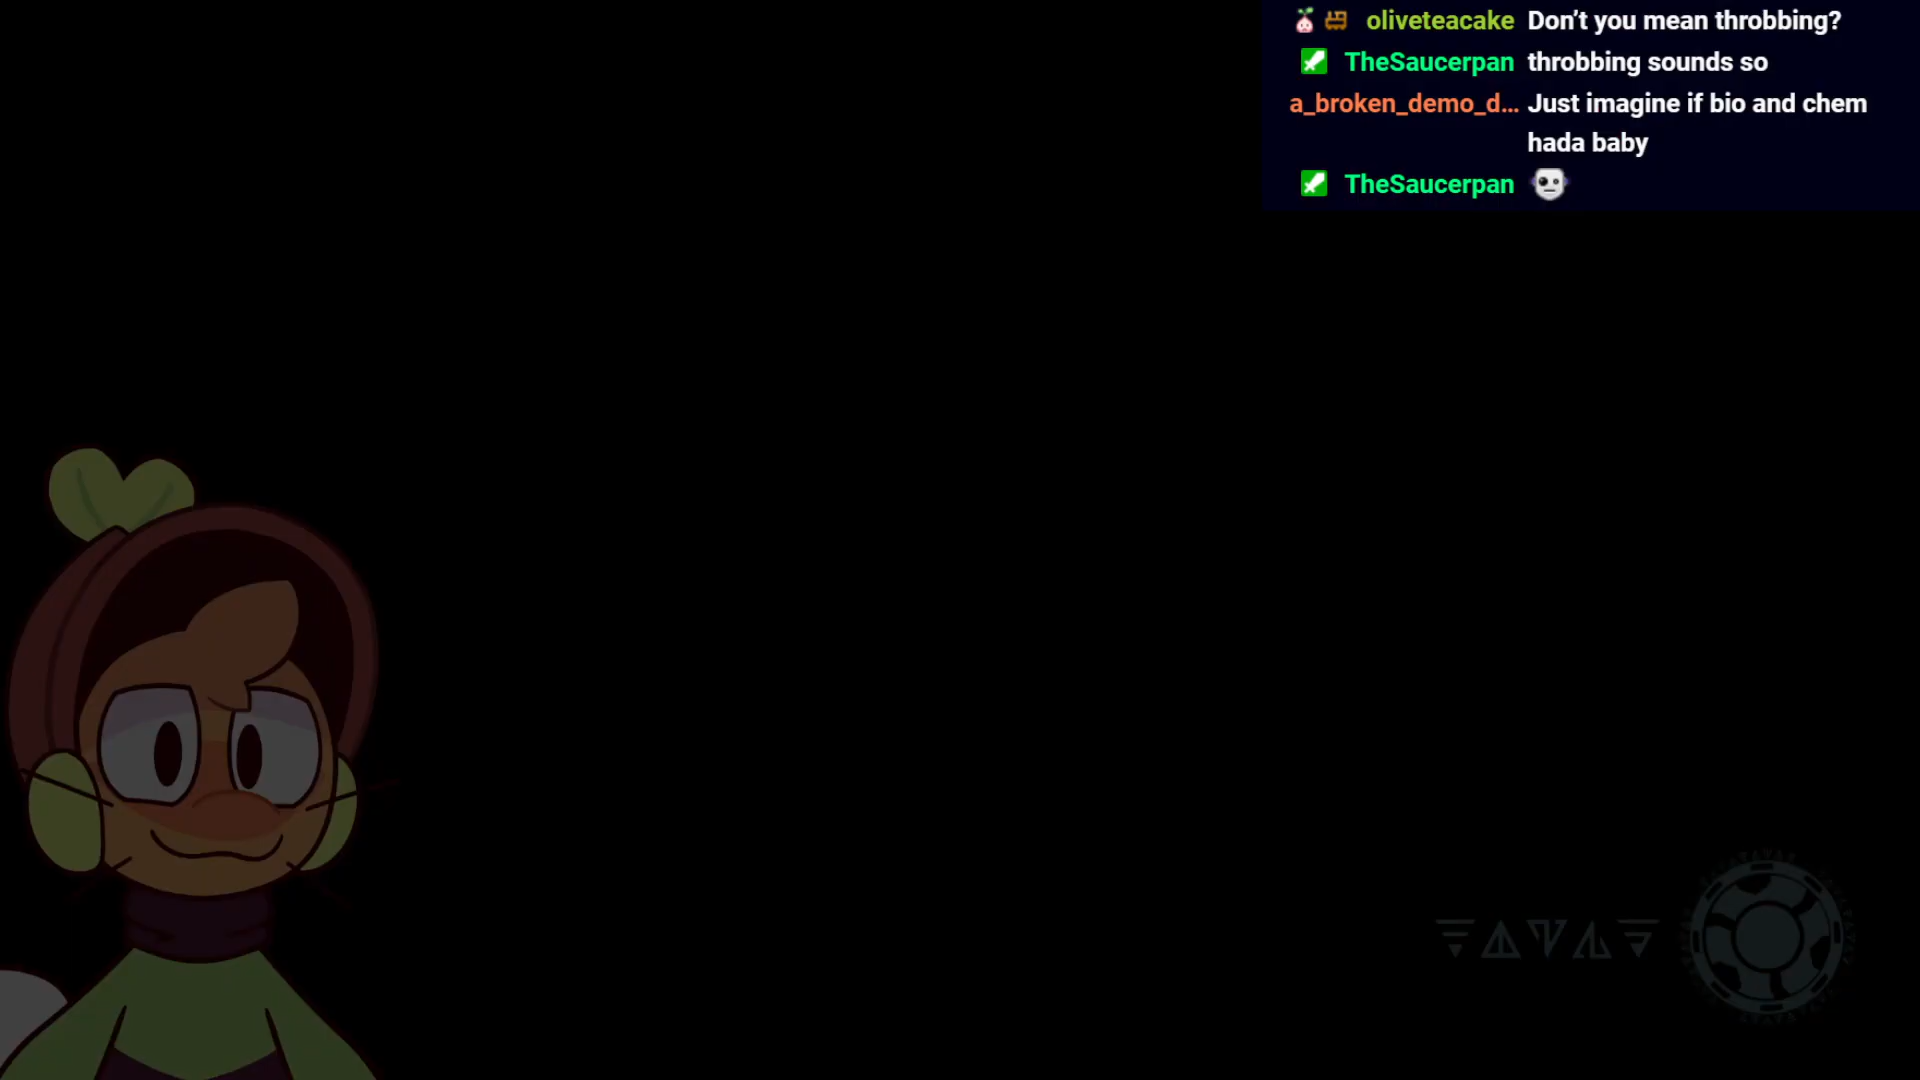 oliveteacake Don’t you mean throbbing?
TheSaucerpan throbbing sounds so
a_broken_demo_d... Just imagine if bio and chem
hada baby
TheSaucerpan